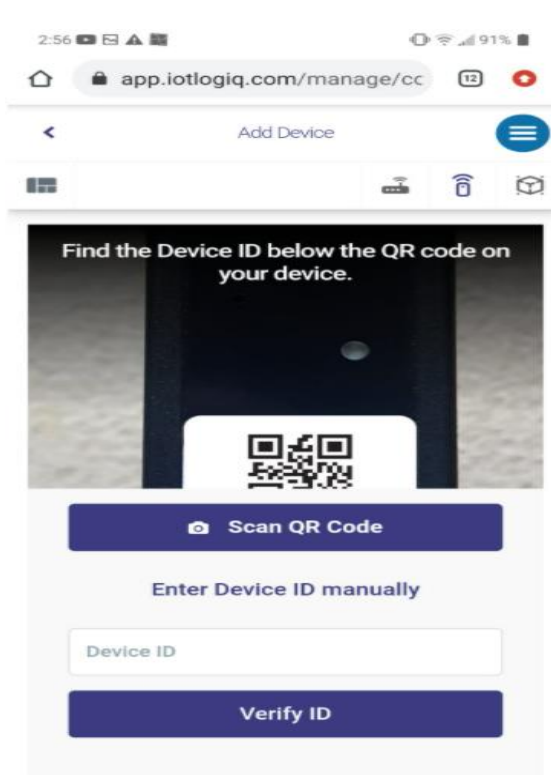 2:56 91%
app.iotlogiq.com/manage/cc 12
Add Device
Find the Device ID below the QR code on
your device.
Scan QR Code
Enter Device ID manually
Device ID
Verify ID